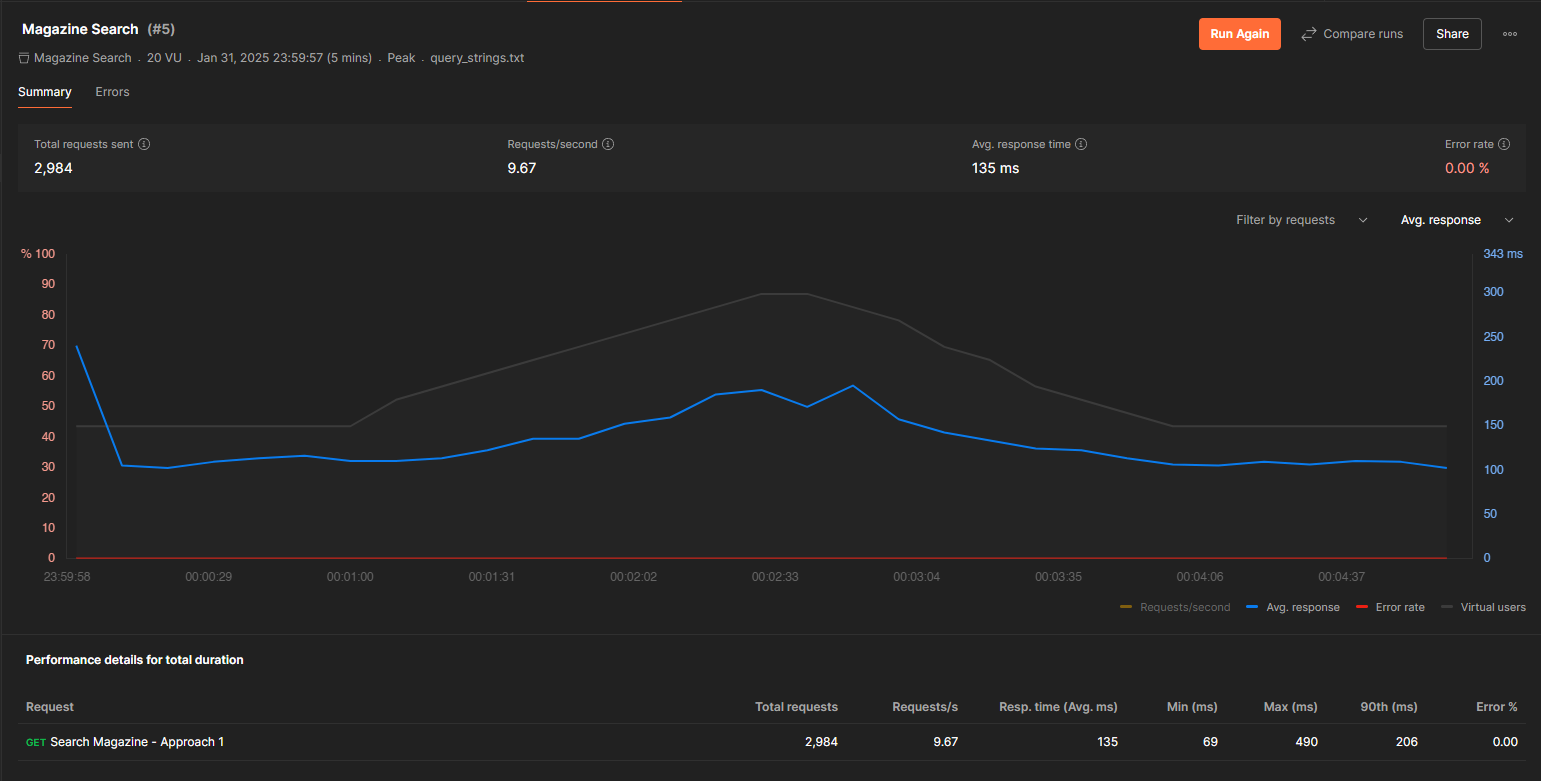 Magazine Search (#5)
Run Again Compare runs Share
Magazine Search . 20 VU . Jan 31, 2025 23:59:57 (5 mins) . Peak . query_strings.txt
Summary Errors
Total requests sent Requests/second Avg. response time Error rate
2,984 9.67 135 ms 0.00 %
Filter by requests Avg. response
% 100 343 ms
90
300
80
70
250
60
200
50
150
40
30
100
20
50
10
0 0
23:59:58 00:00:29 00:01:00 00:01:31 00:02:02 00:02:33 00:03:04 00:03:35 00:04:06 00:04:37
Requests/second Avg. response Error rate Virtual users
Performance details for total duration
Request Total requests Requests/s Resp. time (Avg. ms) Min (ms) Max (ms) 90th (ms) Error %
GET Search Magazine - Approach 1 2,984 9.67 135 69 490 206 0.00